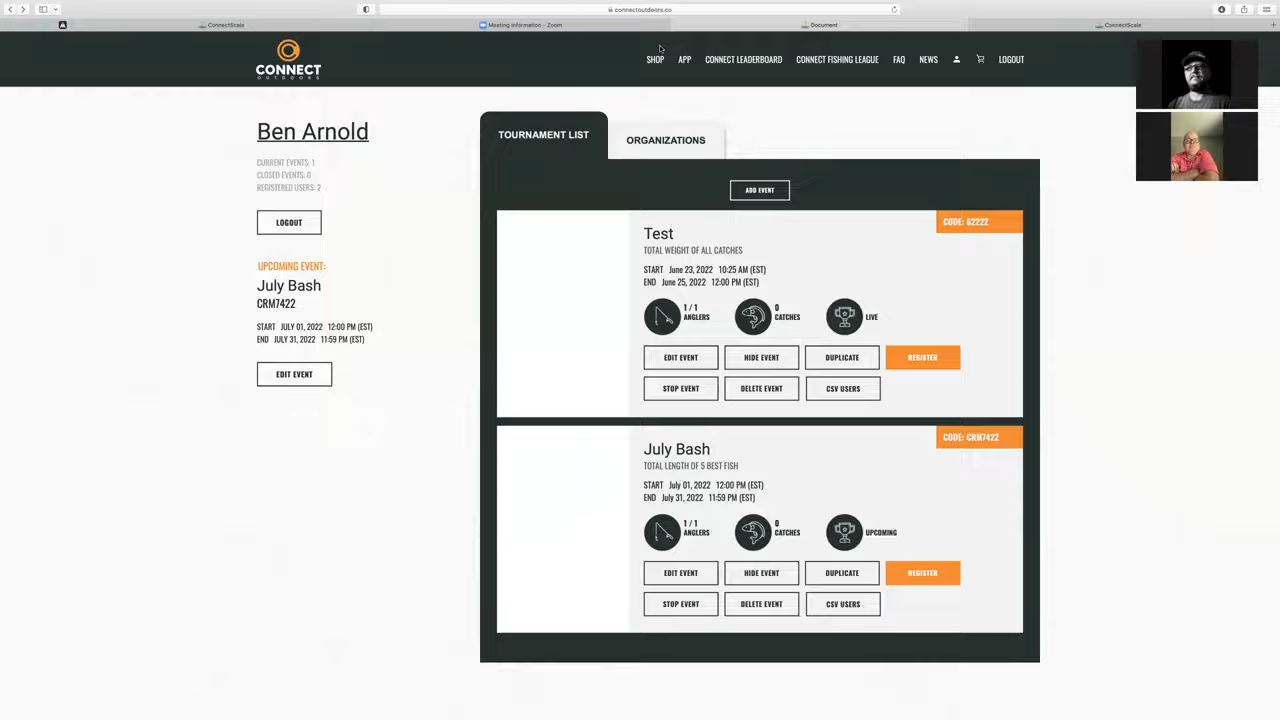 connectoutdoors.co
ConnectScale
Meeting Information - Zoom
Document
ConnectScale
CONNECT
OUTDOORS
SHOP
APP
CONNECT LEADERBOARD
CONNECT FISHING LEAGUE
FAQ
NEWS
LOGOUT
Ben Arnold
CURRENT EVENTS: 1
CLOSED EVENTS: 0
REGISTERED USERS: 2
LOGOUT
UPCOMING EVENT:
July Bash
CRM7422
START JULY 01, 2022 12:00 PM (EST)
END JULY 31, 2022 11:59 PM (EST)
EDIT EVENT
TOURNAMENT LIST
ORGANIZATIONS
ADD EVENT
CODE: 62222
Test
TOTAL WEIGHT OF ALL CATCHES
START June 23, 2022 10:25 AM (EST)
END June 25, 2022 12:00 PM (EST)
1 / 1
ANGLERS
0
CATCHES
LIVE
EDIT EVENT
HIDE EVENT
DUPLICATE
REGISTER
STOP EVENT
DELETE EVENT
CSV USERS
CODE: CRM7422
July Bash
TOTAL LENGTH OF 5 BEST FISH
START July 01, 2022 12:00 PM (EST)
END July 31, 2022 11:59 PM (EST)
1 / 1
ANGLERS
0
CATCHES
UPCOMING
EDIT EVENT
HIDE EVENT
DUPLICATE
REGISTER
STOP EVENT
DELETE EVENT
CSV USERS